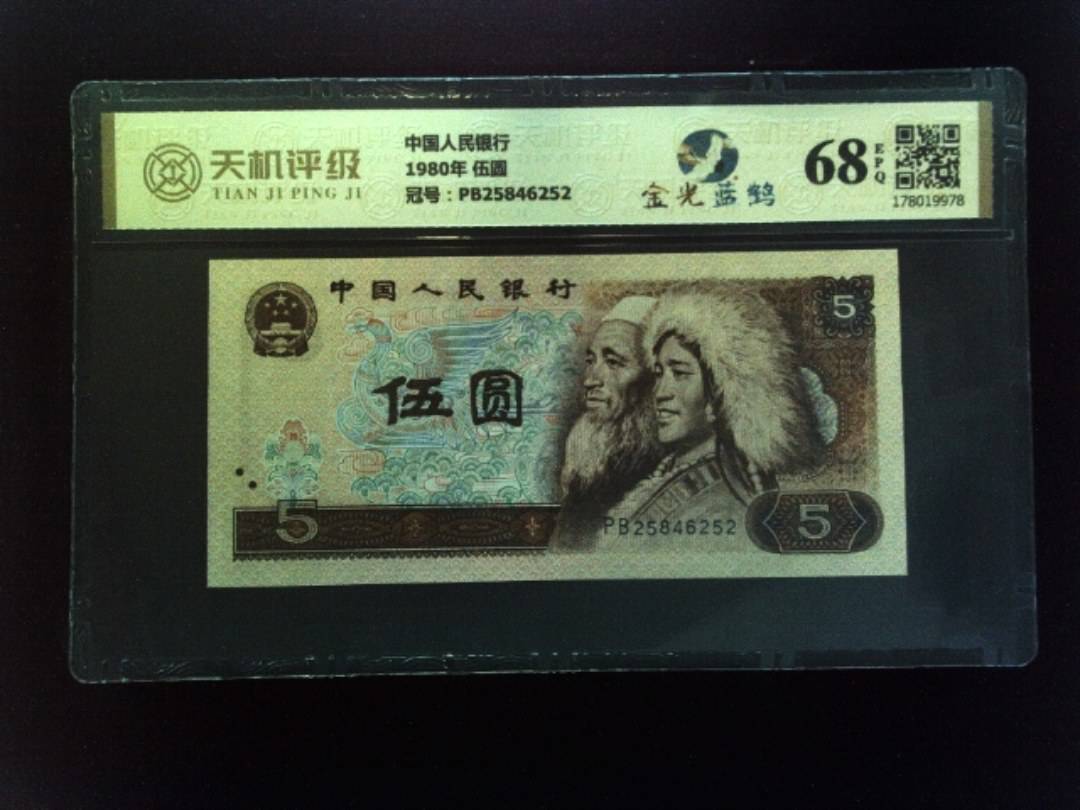 天机评级
TIAN JI PING JI
中国人民银行
1980年 伍圆
冠号：PB25846252
金光蓝鹤
68
EPQ
178019978
中国人民银行
5
伍圆
5
PB25846252
5